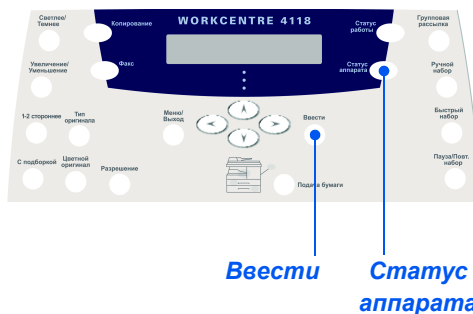 Светлее/
Темнее
Копирование
WORKCENTRE 4118
Статус
работы
Групповая
рассылка
Увеличение/
Уменьшение
Факс
Статус
аппарата
Ручной
набор
1-2 стороннее
Тип
оригинала
Меню/
Выход
Ввести
Быстрый
набор
С подборкой
Цветной
оригинал
Разрешение
Подача бумаги
Пауза/Повт.
набор
Ввести
Статус
аппарата